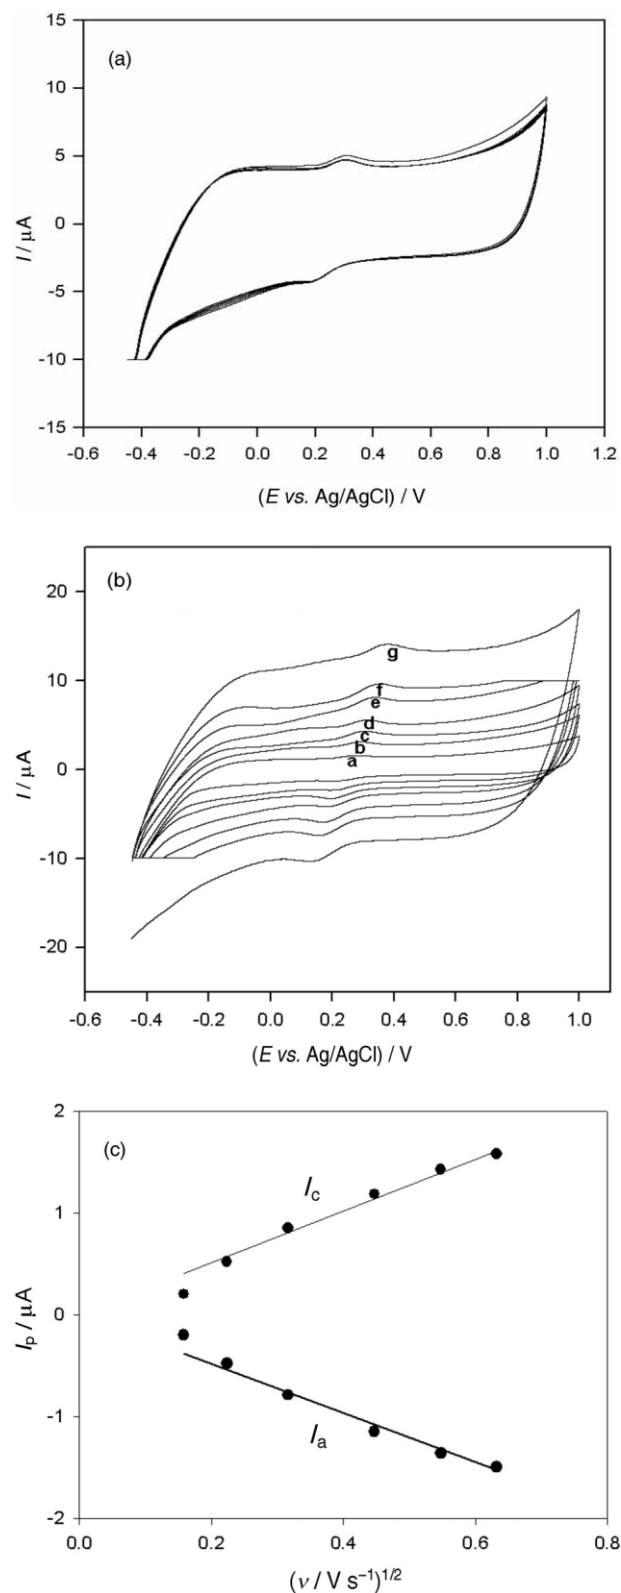 (a)
15
10
5
0
-5
-10
-15
I / μA
-0.6 -0.4 -0.2 0.0 0.2 0.4 0.6 0.8 1.0 1.2
(E vs. Ag/AgCl) / V
(b)
20
10
0
-10
-20
I / μA
g
f
e
d
c
b
a
-0.6 -0.4 -0.2 0.0 0.2 0.4 0.6 0.8 1.0
(E vs. Ag/AgCl) / V
(c)
2
1
0
-1
-2
Ip / μA
Ic
Ia
0.0 0.2 0.4 0.6 0.8
(ν / V s⁻¹)^1/2